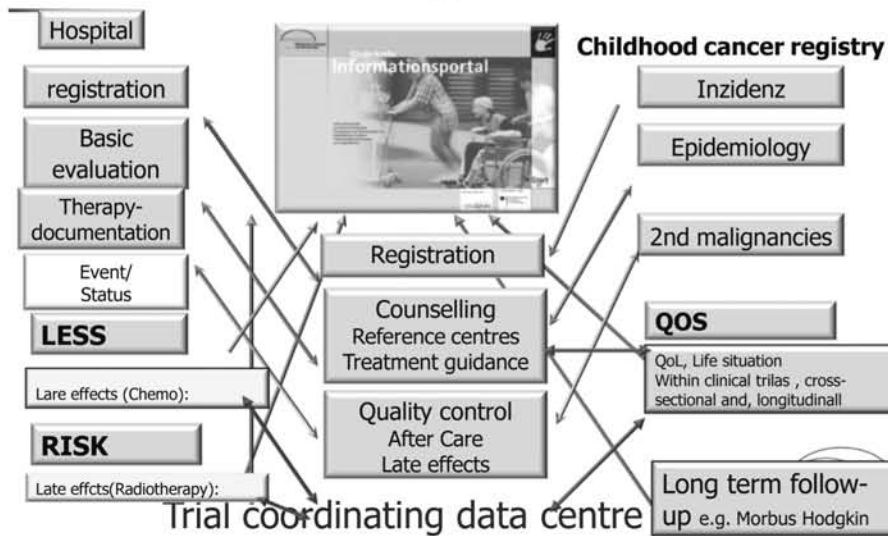 Hospital
registration
Basic
evaluation
Therapy-
documentation
Event/
Status
LESS
Lare effects (Chemo):
RISK
Late effcts(Radiotherapy):
Informationsportal
Registration
Counselling
Reference centres
Treatment guidance
Quality control
After Care
Late effects
Trial coordinating data centre
Childhood cancer registry
Inzidenz
Epidemiology
2nd malignancies
QOS
QoL, Life situation
Within clinical trilas , cross-
sectional and, longitudinall
Long term follow-
up e.g. Morbus Hodgkin